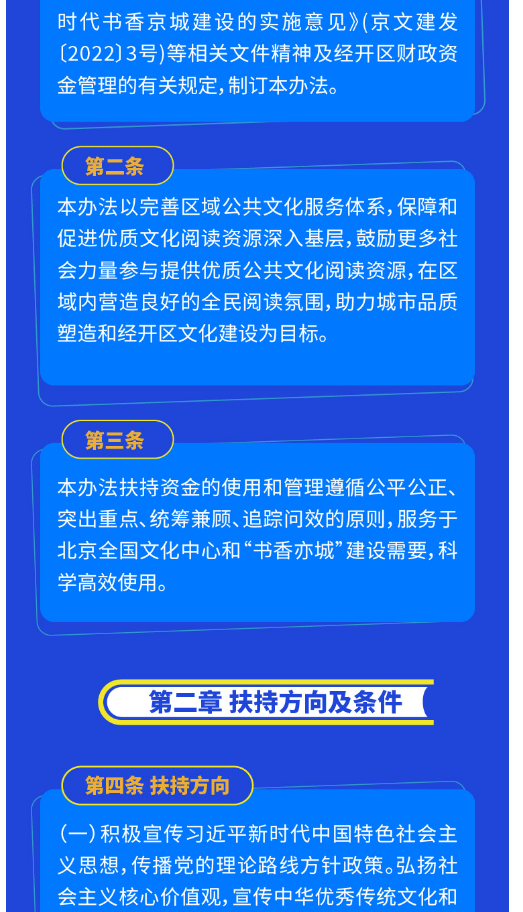 时代书香京城建设的实施意见》(京文建发
〔2022〕3号)等相关文件精神及经开区财政资
金管理的有关规定,制订本办法。
第二条
本办法以完善区域公共文化服务体系,保障和
促进优质文化阅读资源深入基层,鼓励更多社
会力量参与提供优质公共文化阅读资源,在区
域内营造良好的全民阅读氛围,助力城市品质
塑造和经开区文化建设为目标。
第三条
本办法扶持资金的使用和管理遵循公平公正、
突出重点、统筹兼顾、追踪问效的原则,服务于
北京全国文化中心和“书香亦城”建设需要,科
学高效使用。
第二章 扶持方向及条件
第四条 扶持方向
(一)积极宣传习近平新时代中国特色社会主
义思想,传播党的理论路线方针政策。弘扬社
会主义核心价值观,宣传中华优秀传统文化和